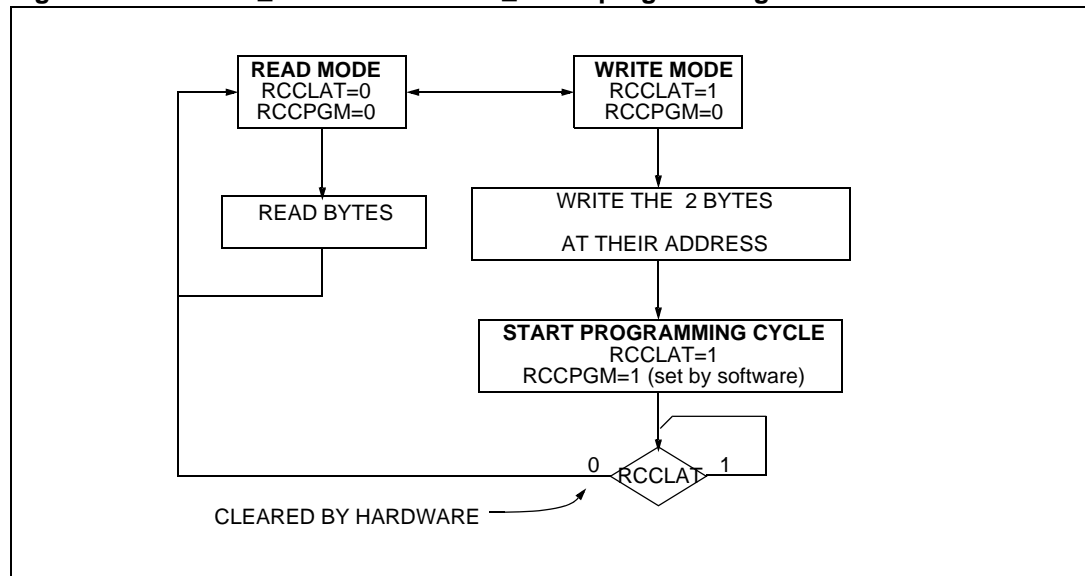 READ MODE
RCCLAT=0
RCCPGM=0
WRITE MODE
RCCLAT=1
RCCPGM=0
READ BYTES
WRITE THE 2 BYTES
AT THEIR ADDRESS
START PROGRAMMING CYCLE
RCCLAT=1
RCCPGM=1 (set by software)
0
RCCLAT
1
CLEARED BY HARDWARE